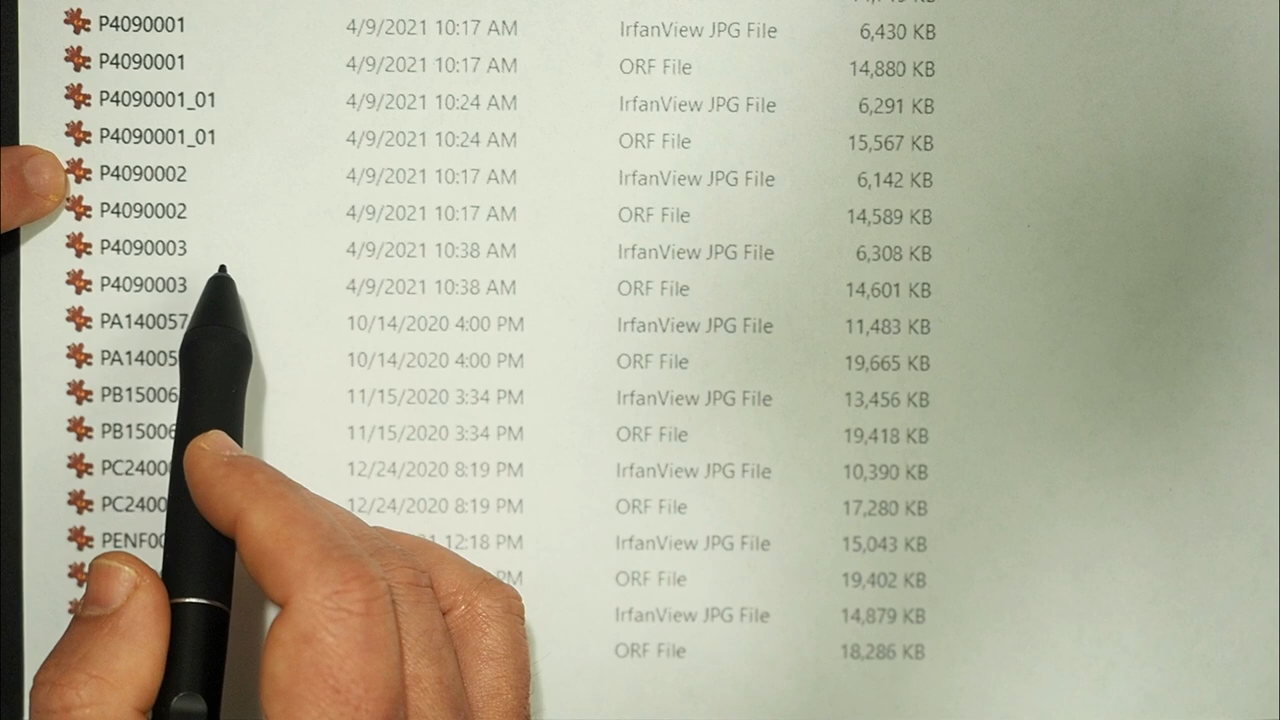 P4090001 4/9/2021 10:17 AM IrfanView JPG File 6,430 KB
P4090001 4/9/2021 10:17 AM ORF File 14,880 KB
P4090001_01 4/9/2021 10:24 AM IrfanView JPG File 6,291 KB
P4090001_01 4/9/2021 10:24 AM ORF File 15,567 KB
P4090002 4/9/2021 10:17 AM IrfanView JPG File 6,142 KB
P4090002 4/9/2021 10:17 AM ORF File 14,589 KB
P4090003 4/9/2021 10:38 AM IrfanView JPG File 6,308 KB
P4090003 4/9/2021 10:38 AM ORF File 14,601 KB
PA140057 10/14/2020 4:00 PM IrfanView JPG File 11,483 KB
PA14005 10/14/2020 4:00 PM ORF File 19,665 KB
PB15006 11/15/2020 3:34 PM IrfanView JPG File 13,456 KB
PB15006 11/15/2020 3:34 PM ORF File 19,418 KB
PC2400 12/24/2020 8:19 PM IrfanView JPG File 10,390 KB
PC2400 12/24/2020 8:19 PM ORF File 17,280 KB
PENF0 12:18 PM IrfanView JPG File 15,043 KB
PM ORF File 19,402 KB
IrfanView JPG File 14,879 KB
ORF File 18,286 KB